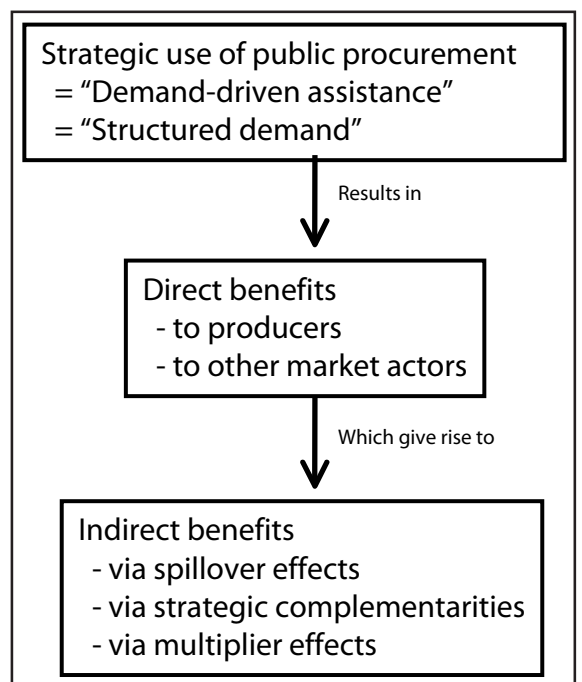 Strategic use of public procurement
= “Demand-driven assistance”
= “Structured demand”
Results in
Direct benefits
- to producers
- to other market actors
Which give rise to
Indirect benefits
- via spillover effects
- via strategic complementarities
- via multiplier effects